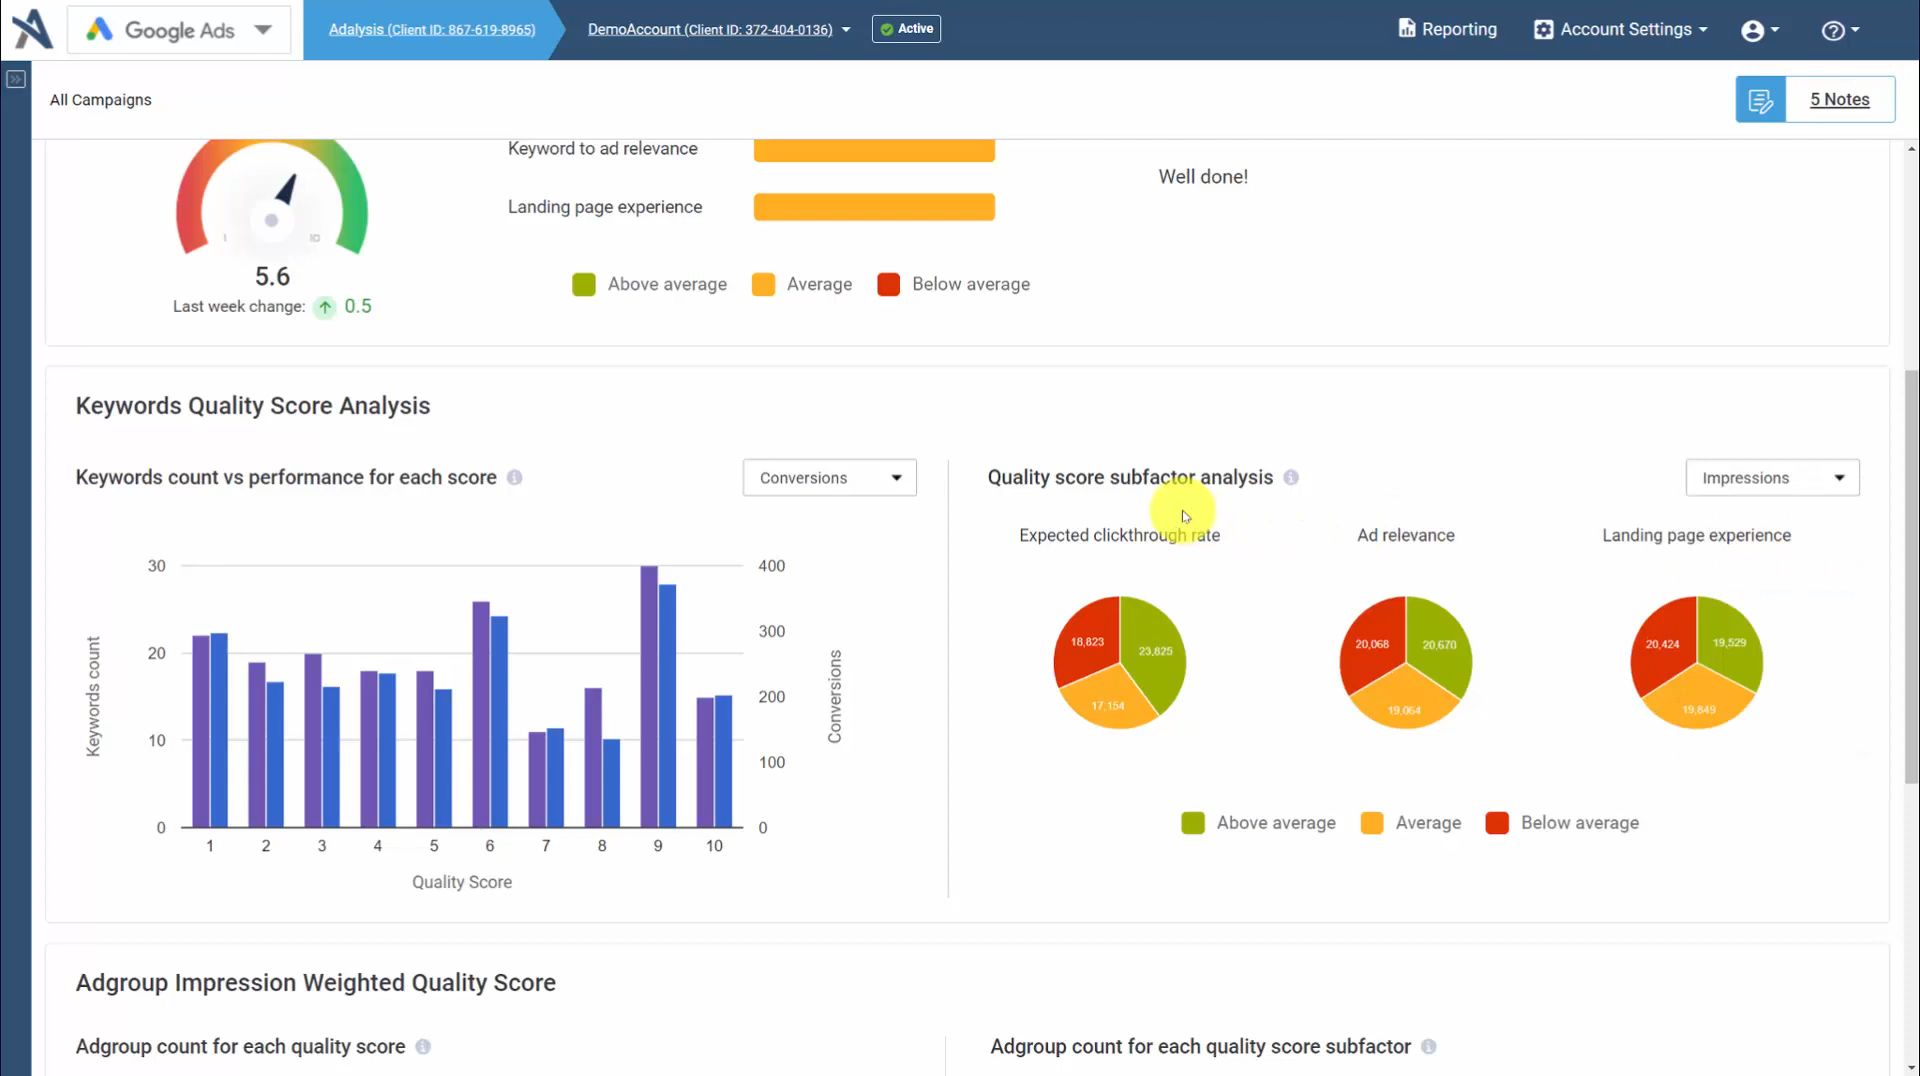 Google Ads
Adalysis (Client ID: 867-619-8965)
DemoAccount (Client ID: 372-404-0136)
Active
Reporting
Account Settings
All Campaigns
5 Notes
Keyword to ad relevance
Well done!
Landing page experience
1
10
5.6
Last week change: 0.5
Above average
Average
Below average
Keywords Quality Score Analysis
Keywords count vs performance for each score
Conversions
30
20
10
0
400
300
200
100
0
Keywords count
Conversions
1 2 3 4 5 6 7 8 9 10
Quality Score
Quality score subfactor analysis
Impressions
Expected clickthrough rate
Ad relevance
Landing page experience
18,823
23,825
17,154
20,068
20,670
19,064
20,424
19,529
19,849
Above average
Average
Below average
Adgroup Impression Weighted Quality Score
Adgroup count for each quality score
Adgroup count for each quality score subfactor